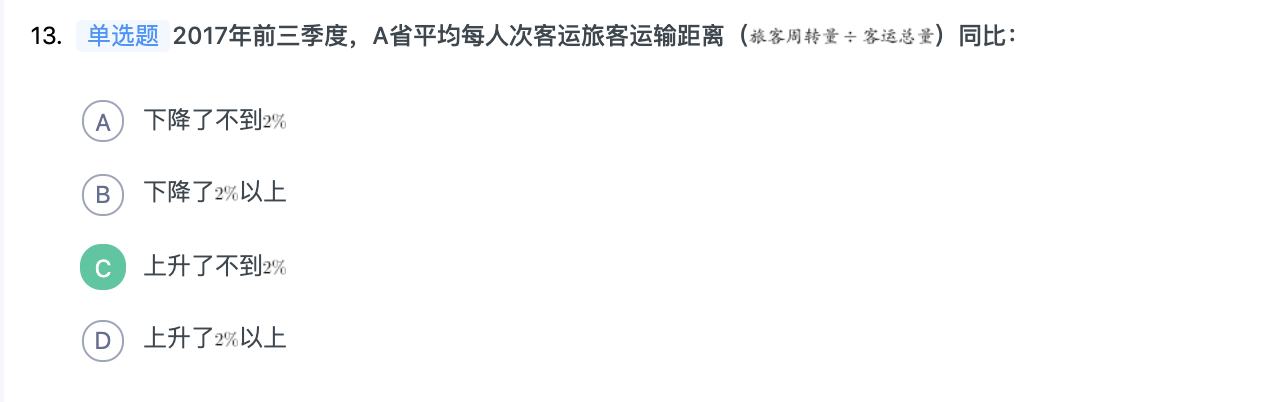 13. 单选题 2017年前三季度，A省平均每人次客运旅客运输距离（旅客周转量÷客运总量）同比：
A 下降了不到2%
B 下降了2%以上
C 上升了不到2%
D 上升了2%以上